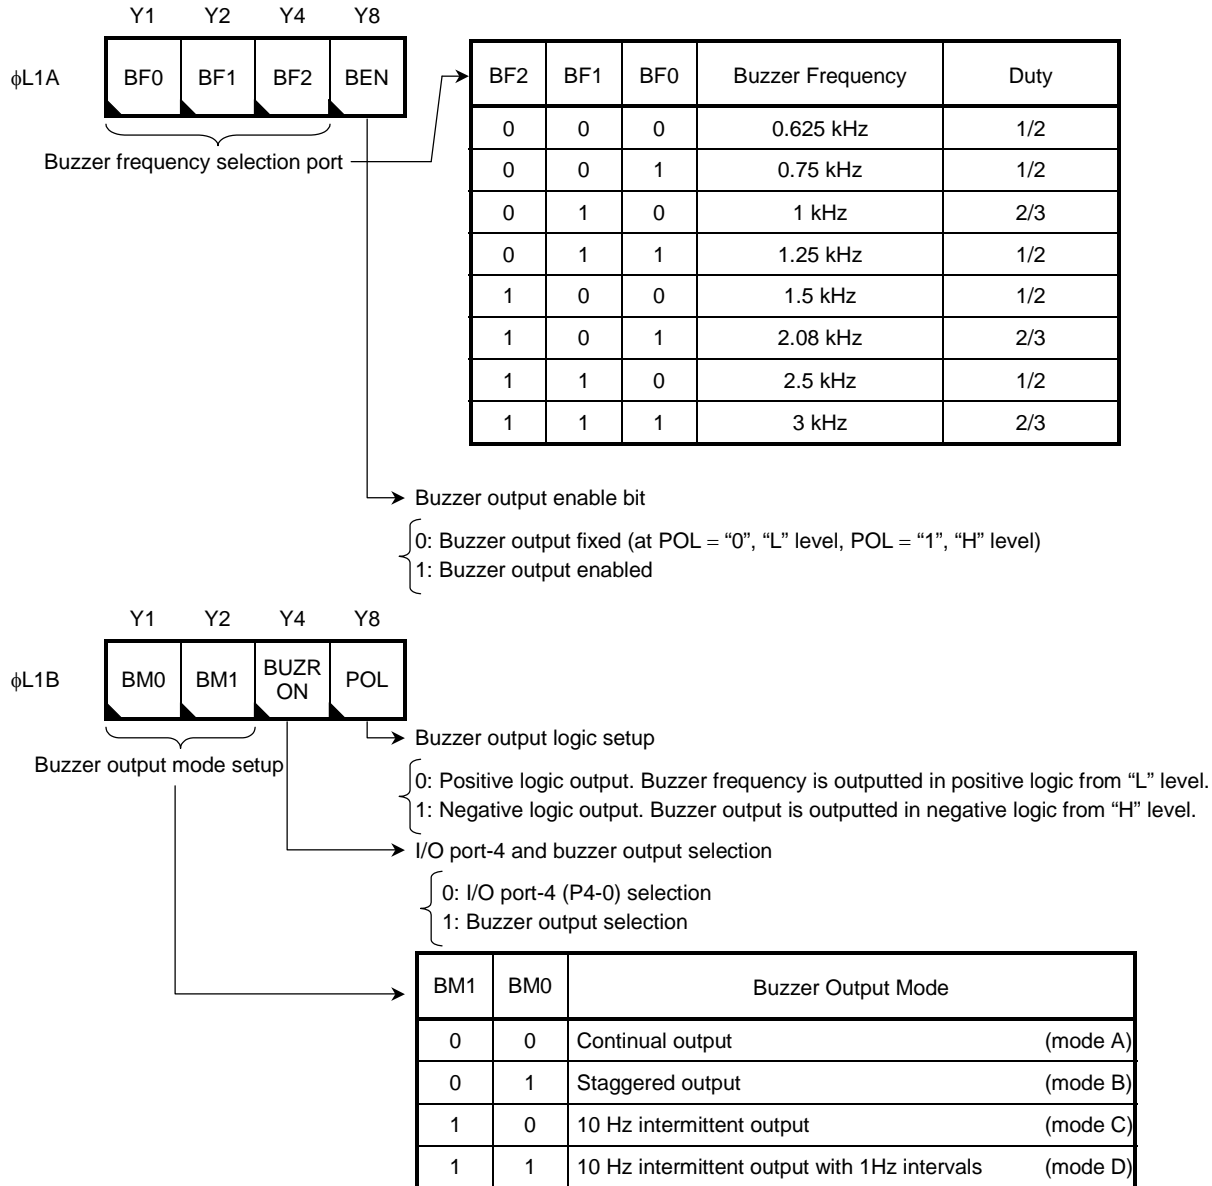 Y1 Y2 Y4 Y8
ϕL1A BF0 BF1 BF2 BEN
Buzzer frequency selection port
BF2 BF1 BF0 Buzzer Frequency Duty
0 0 0 0.625 kHz 1/2
0 0 1 0.75 kHz 1/2
0 1 0 1 kHz 2/3
0 1 1 1.25 kHz 1/2
1 0 0 1.5 kHz 1/2
1 0 1 2.08 kHz 2/3
1 1 0 2.5 kHz 1/2
1 1 1 3 kHz 2/3
Buzzer output enable bit
0: Buzzer output fixed (at POL = “0”, “L” level, POL = “1”, “H” level)
1: Buzzer output enabled
Y1 Y2 Y4 Y8
ϕL1B BM0 BM1 BUZR ON POL
Buzzer output mode setup
Buzzer output logic setup
0: Positive logic output. Buzzer frequency is outputted in positive logic from “L” level.
1: Negative logic output. Buzzer output is outputted in negative logic from “H” level.
I/O port-4 and buzzer output selection
0: I/O port-4 (P4-0) selection
1: Buzzer output selection
BM1 BM0 Buzzer Output Mode
0 0 Continual output (mode A)
0 1 Staggered output (mode B)
1 0 10 Hz intermittent output (mode C)
1 1 10 Hz intermittent output with 1Hz intervals (mode D)